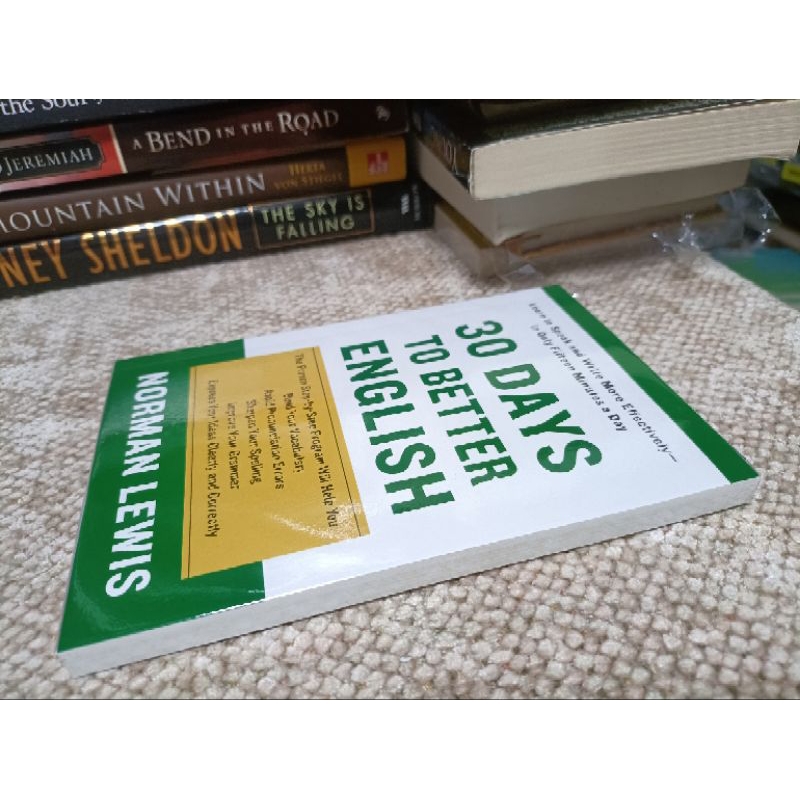 the Soul
JEREMIAH
A BEND IN THE ROAD
MOUNTAIN WITHIN
HERTA
VON STIEGEL
NEY SHELDON
THE SKY IS
FALLING
Learn to Speak and Write More Effectively—
in Only Fifteen Minutes a Day
30 DAYS
TO BETTER
ENGLISH
The Proven Step-by-Step Program Will Help You
Build Your Vocabulary
Avoid Pronunciation Errors
Sharpen Your Spelling
Improve Your Grammar
Express Your Ideas Clearly and Correctly
NORMAN LEWIS